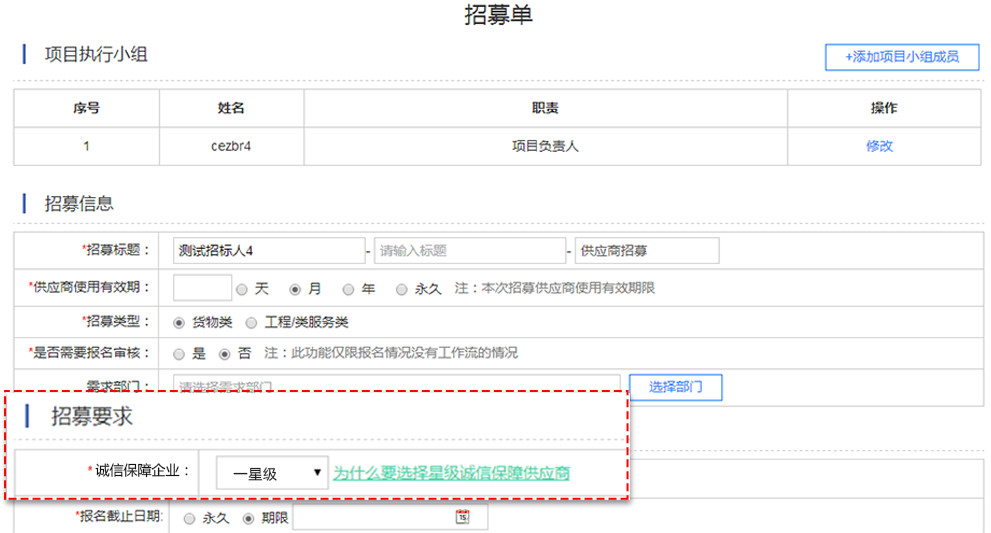 招募单
项目执行小组
+添加项目小组成员
序号 姓名 职责 操作
1 cezbr4 项目负责人 修改
招募信息
*招募标题： 测试招标人4 - 请输入标题 - 供应商招募
*供应商使用有效期： 天 月 年 永久 注：本次招募供应商使用有效期限
*招募类型： 货物类 工程/类服务类
*是否需要报名审核： 是 否 注：此功能仅限报名情况没有工作流的情况
需求部门： 请选择需求部门 选择部门
招募要求
*诚信保障企业： 一星级 为什么要选择星级诚信保障供应商
*报名截止日期: 永久 期限 15